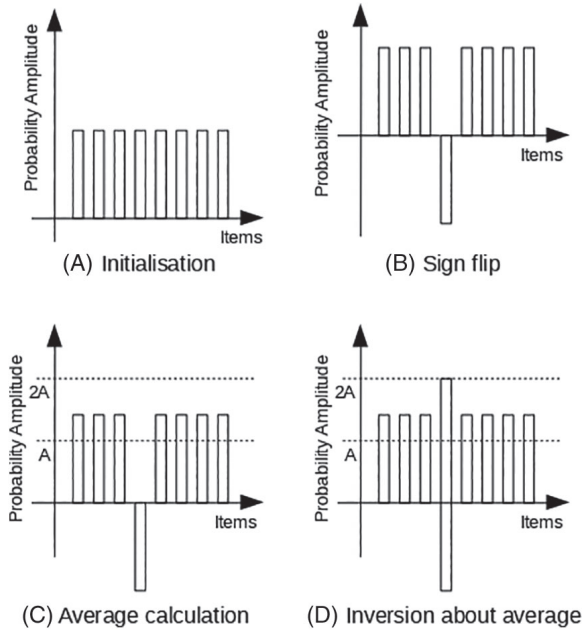 Probability Amplitude
Items
(A) Initialisation
Probability Amplitude
Items
(B) Sign flip
Probability Amplitude
2A
A
Items
(C) Average calculation
Probability Amplitude
2A
A
Items
(D) Inversion about average